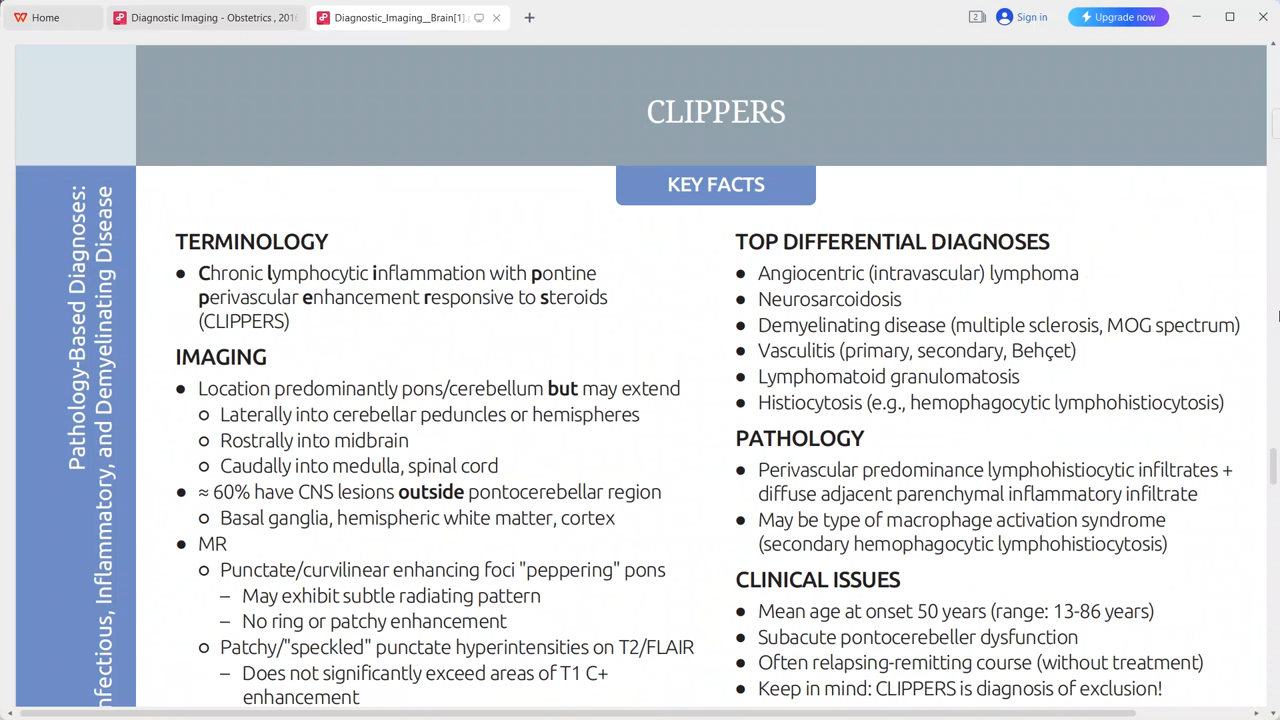 Home
Diagnostic Imaging - Obstetrics , 201
Diagnostic_Imaging__Brain[1].
2
Sign in
Upgrade now
CLIPPERS
KEY FACTS
Pathology-Based Diagnoses:
nfectious, Inflammatory, and Demyelinating Disease
TERMINOLOGY
● Chronic lymphocytic inflammation with pontine
perivascular enhancement responsive to steroids
(CLIPPERS)
IMAGING
● Location predominantly pons/cerebellum but may extend
○ Laterally into cerebellar peduncles or hemispheres
○ Rostrally into midbrain
○ Caudally into medulla, spinal cord
● ≈ 60% have CNS lesions outside pontocerebellar region
○ Basal ganglia, hemispheric white matter, cortex
● MR
○ Punctate/curvilinear enhancing foci "peppering" pons
– May exhibit subtle radiating pattern
– No ring or patchy enhancement
○ Patchy/"speckled" punctate hyperintensities on T2/FLAIR
– Does not significantly exceed areas of T1 C+
enhancement
TOP DIFFERENTIAL DIAGNOSES
● Angiocentric (intravascular) lymphoma
● Neurosarcoidosis
● Demyelinating disease (multiple sclerosis, MOG spectrum)
● Vasculitis (primary, secondary, Behçet)
● Lymphomatoid granulomatosis
● Histiocytosis (e.g., hemophagocytic lymphohistiocytosis)
PATHOLOGY
● Perivascular predominance lymphohistiocytic infiltrates +
diffuse adjacent parenchymal inflammatory infiltrate
● May be type of macrophage activation syndrome
(secondary hemophagocytic lymphohistiocytosis)
CLINICAL ISSUES
● Mean age at onset 50 years (range: 13-86 years)
● Subacute pontocerebeller dysfunction
● Often relapsing-remitting course (without treatment)
● Keep in mind: CLIPPERS is diagnosis of exclusion!